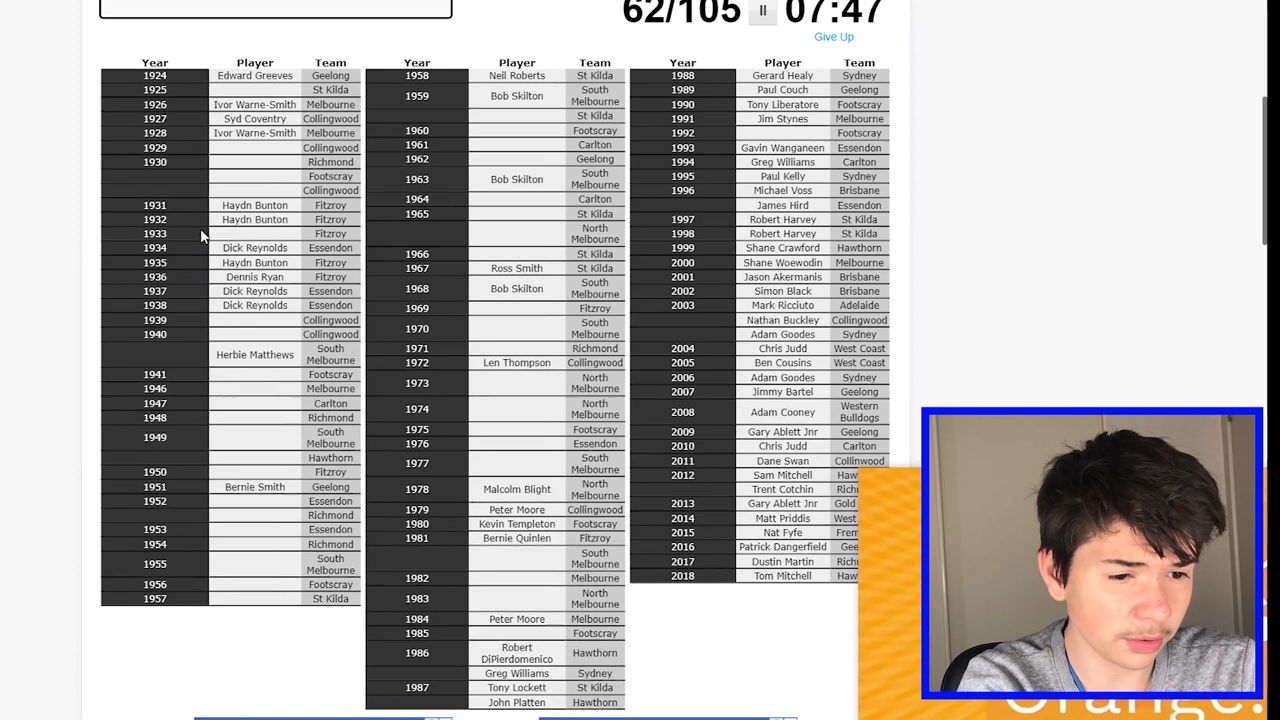 62/105 07:47
Give Up
Year Player Team
1924 Edward Greeves Geelong
1925 St Kilda
1926 Ivor Warne-Smith Melbourne
1927 Syd Coventry Collingwood
1928 Ivor Warne-Smith Melbourne
1929 Collingwood
1930 Richmond
Footscray
Collingwood
1931 Haydn Bunton Fitzroy
1932 Haydn Bunton Fitzroy
1933 Fitzroy
1934 Dick Reynolds Essendon
1935 Haydn Bunton Fitzroy
1936 Dennis Ryan Fitzroy
1937 Dick Reynolds Essendon
1938 Dick Reynolds Essendon
1939 Collingwood
1940 Collingwood
Herbie Matthews South
Melbourne
1941 Footscray
1946 Melbourne
1947 Carlton
1948 Richmond
1949 South
Melbourne
Hawthorn
1950 Fitzroy
1951 Bernie Smith Geelong
1952 Essendon
Richmond
1953 Essendon
1954 Richmond
1955 South
Melbourne
1956 Footscray
1957 St Kilda
Year Player Team
1958 Neil Roberts St Kilda
1959 Bob Skilton South
Melbourne
St Kilda
1960 Footscray
1961 Carlton
1962 Geelong
1963 Bob Skilton South
Melbourne
1964 Carlton
1965 St Kilda
North
Melbourne
1966 St Kilda
1967 Ross Smith St Kilda
1968 Bob Skilton South
Melbourne
1969 Fitzroy
1970 South
Melbourne
1971 Richmond
1972 Len Thompson Collingwood
1973 North
Melbourne
1974 North
Melbourne
1975 Footscray
1976 Essendon
1977 South
Melbourne
1978 Malcolm Blight North
Melbourne
1979 Peter Moore Collingwood
1980 Kevin Templeton Footscray
1981 Bernie Quinlen Fitzroy
South
Melbourne
1982 Melbourne
1983 North
Melbourne
1984 Peter Moore Melbourne
1985 Footscray
1986 Robert
DiPierdomenico Hawthorn
Greg Williams Sydney
1987 Tony Lockett St Kilda
John Platten Hawthorn
Year Player Team
1988 Gerard Healy Sydney
1989 Paul Couch Geelong
1990 Tony Liberatore Footscray
1991 Jim Stynes Melbourne
1992 Footscray
1993 Gavin Wanganeen Essendon
1994 Greg Williams Carlton
1995 Paul Kelly Sydney
1996 Michael Voss Brisbane
James Hird Essendon
1997 Robert Harvey St Kilda
1998 Robert Harvey St Kilda
1999 Shane Crawford Hawthorn
2000 Shane Woewodin Melbourne
2001 Jason Akermanis Brisbane
2002 Simon Black Brisbane
2003 Mark Ricciuto Adelaide
Nathan Buckley Collingwood
Adam Goodes Sydney
2004 Chris Judd West Coast
2005 Ben Cousins West Coast
2006 Adam Goodes Sydney
2007 Jimmy Bartel Geelong
2008 Adam Cooney Western
Bulldogs
2009 Gary Ablett Jnr Geelong
2010 Chris Judd Carlton
2011 Dane Swan Collinwood
2012 Sam Mitchell Haw
Trent Cotchin Rich
2013 Gary Ablett Jnr Gold
2014 Matt Priddis West
2015 Nat Fyfe Frem
2016 Patrick Dangerfield Gee
2017 Dustin Martin Rich
2018 Tom Mitchell Haw
Orange.